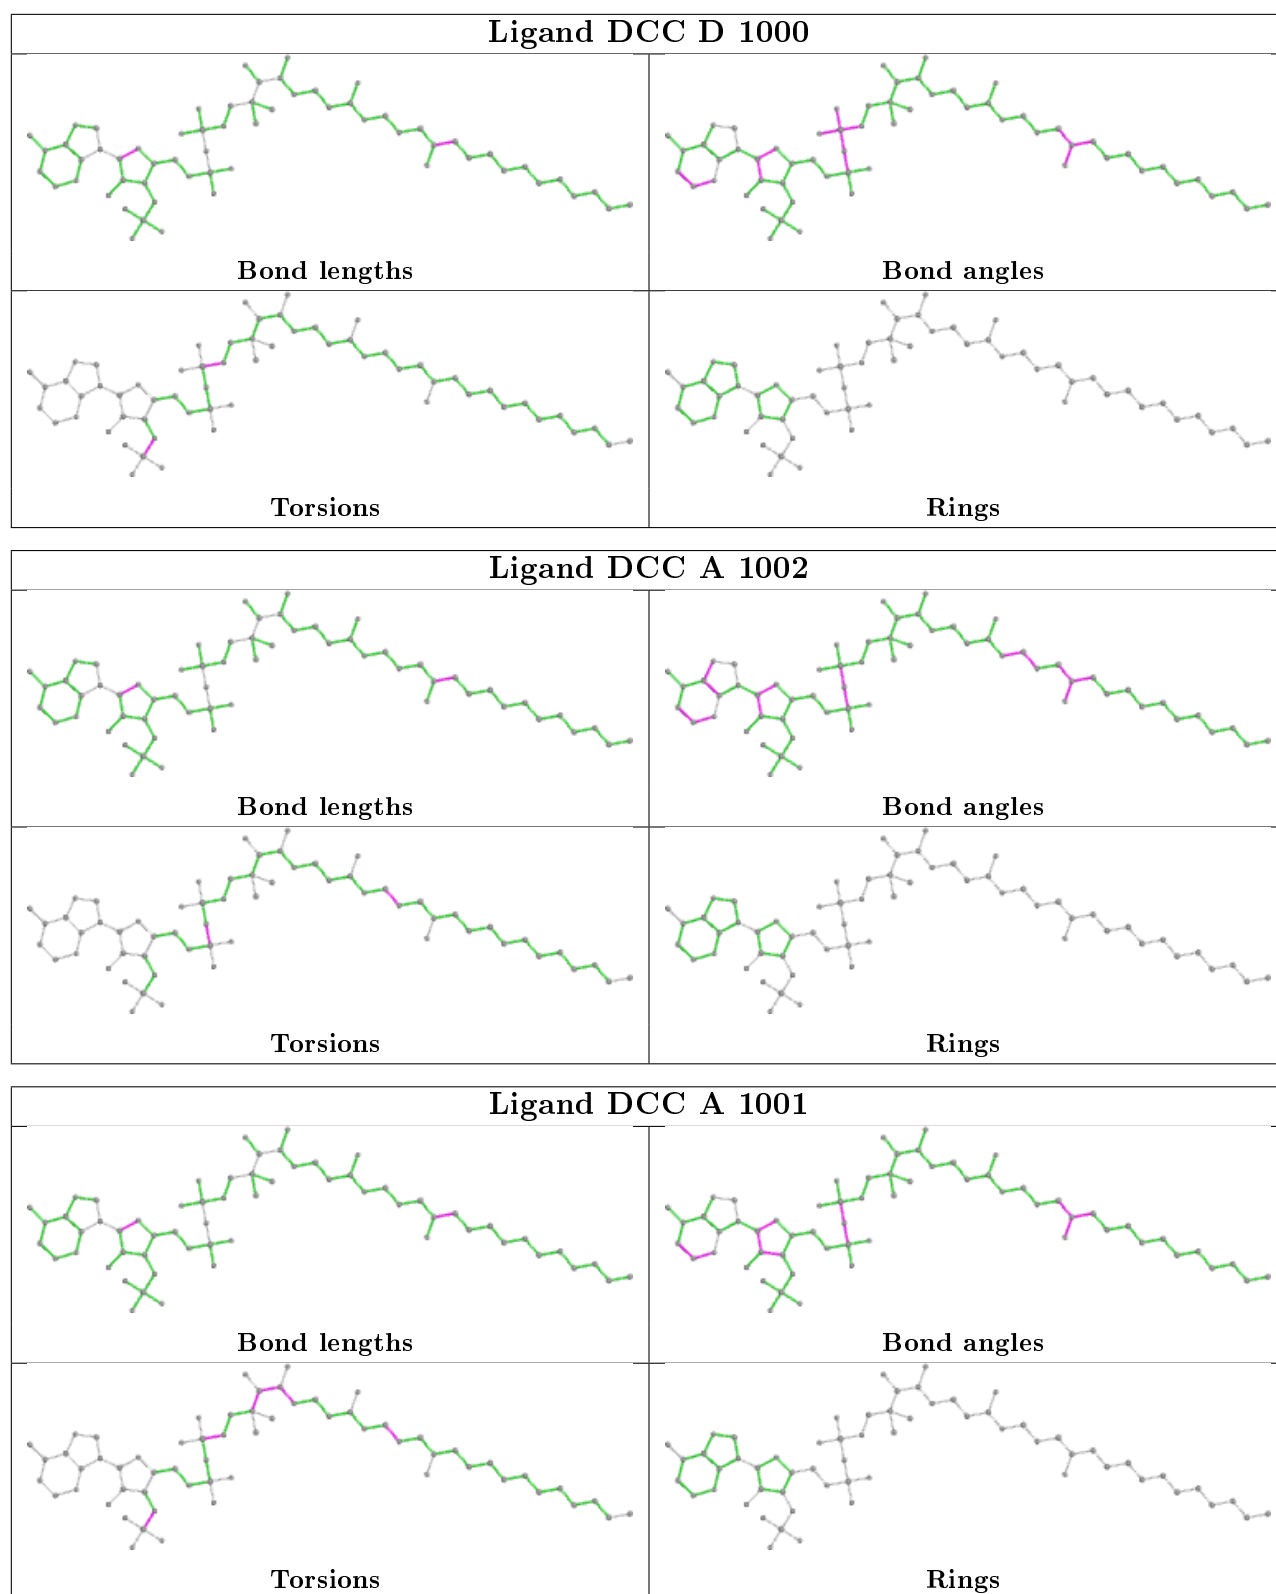 Ligand DCC D 1000
Bond lengths
Bond angles
Torsions
Rings
Ligand DCC A 1002
Bond lengths
Bond angles
Torsions
Rings
Ligand DCC A 1001
Bond lengths
Bond angles
Torsions
Rings